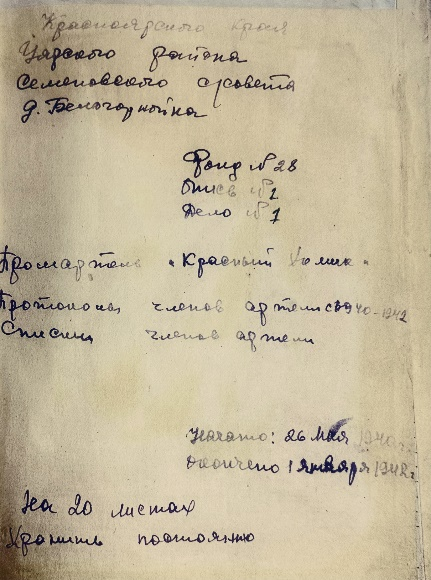 Красноярского края
Уярского района
Семеновского с/совета
д.
Фонд № 28
Опись № 1
Дело № 1
Промартель "Красный Химик"
Протоколы членов артели с 1940-1942
Списки членов артели
Начато: 26 Мая 1940 г.
Окончено 1 января 1942 г.
На 20 листах
Хранить постоянно